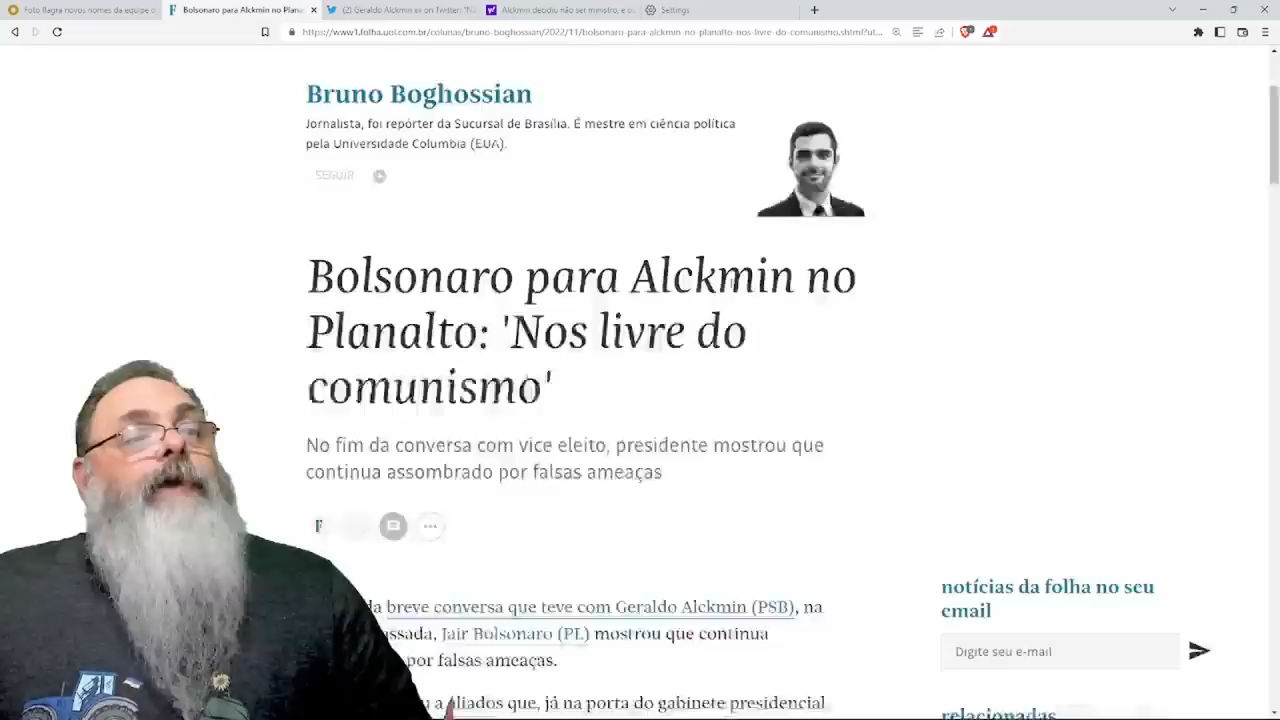 Foto flagra novos nomes da equipe d
Bolsonaro para Alckmin no Plana
(2) Geraldo Alckmin en Twitter: "N
Alckmin decidiu não ser ministro, e o
Settings
https://www1.folha.uol.com.br/colunas/bruno-boghossian/2022/11/bolsonaro-para-alckmin-no-planalto-nos-livre-do-comunismo.shtml?ut...
Bruno Boghossian
Jornalista, foi repórter da Sucursal de Brasília. É mestre em ciência política
pela Universidade Columbia (EUA).
SEGUIR
Bolsonaro para Alckmin no
Planalto: 'Nos livre do
comunismo'
No fim da conversa com vice eleito, presidente mostrou que
continua assombrado por falsas ameaças
breve conversa que teve com Geraldo Alckmin (PSB), na
ssada, Jair Bolsonaro (PL) mostrou que continua
por falsas ameaças.
a aliados que, já na porta do gabinete presidencial
notícias da folha no seu
email
Digite seu e-mail
relacionadas